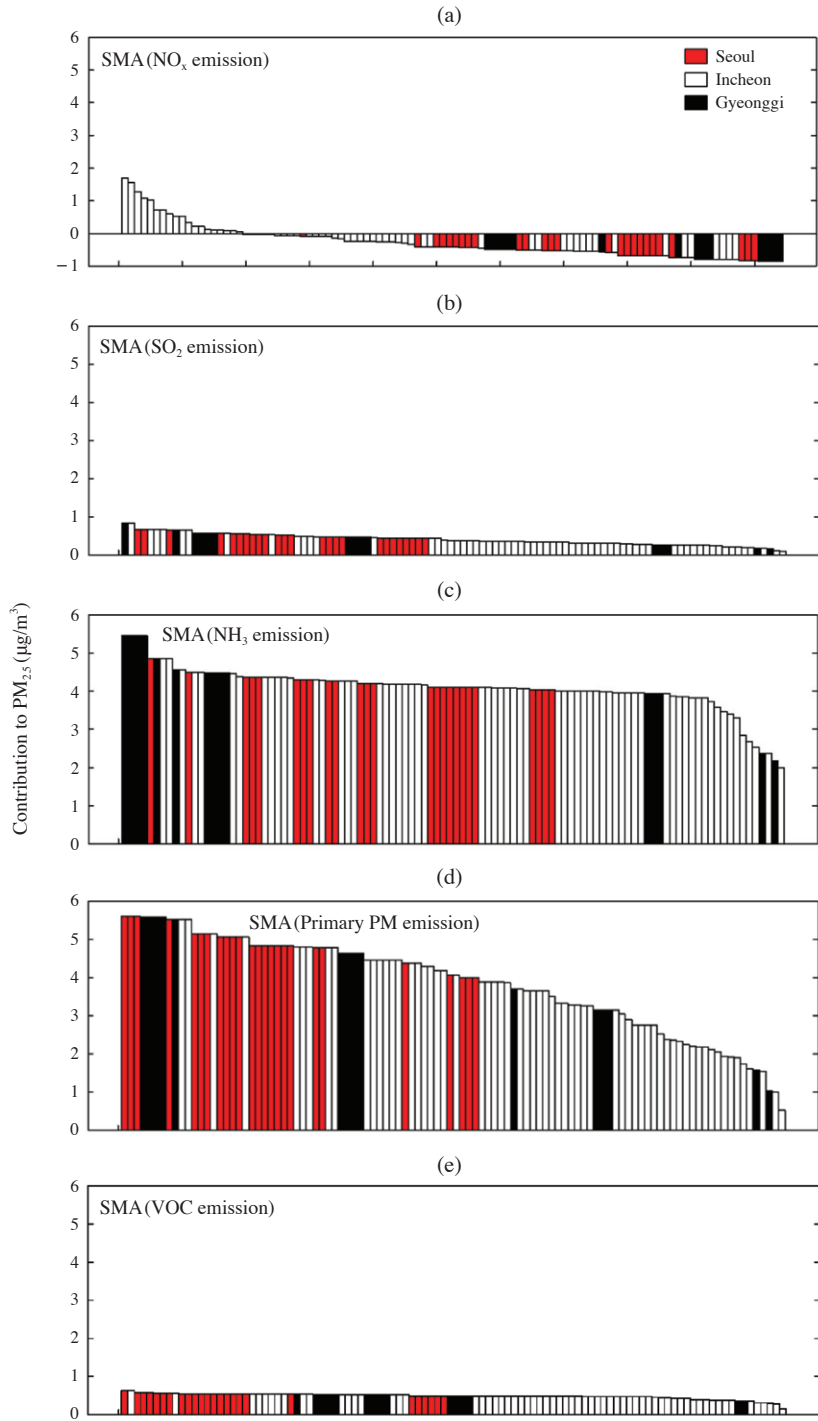 (a)
SMA (NOx emission)
Seoul
Incheon
Gyeonggi
6
5
4
3
2
1
0
−1
(b)
SMA (SO2 emission)
6
5
4
3
2
1
0
(c)
SMA (NH3 emission)
6
5
4
3
2
1
0
Contribution to PM2.5 (μg/m³)
(d)
SMA (Primary PM emission)
6
5
4
3
2
1
0
(e)
SMA (VOC emission)
6
5
4
3
2
1
0